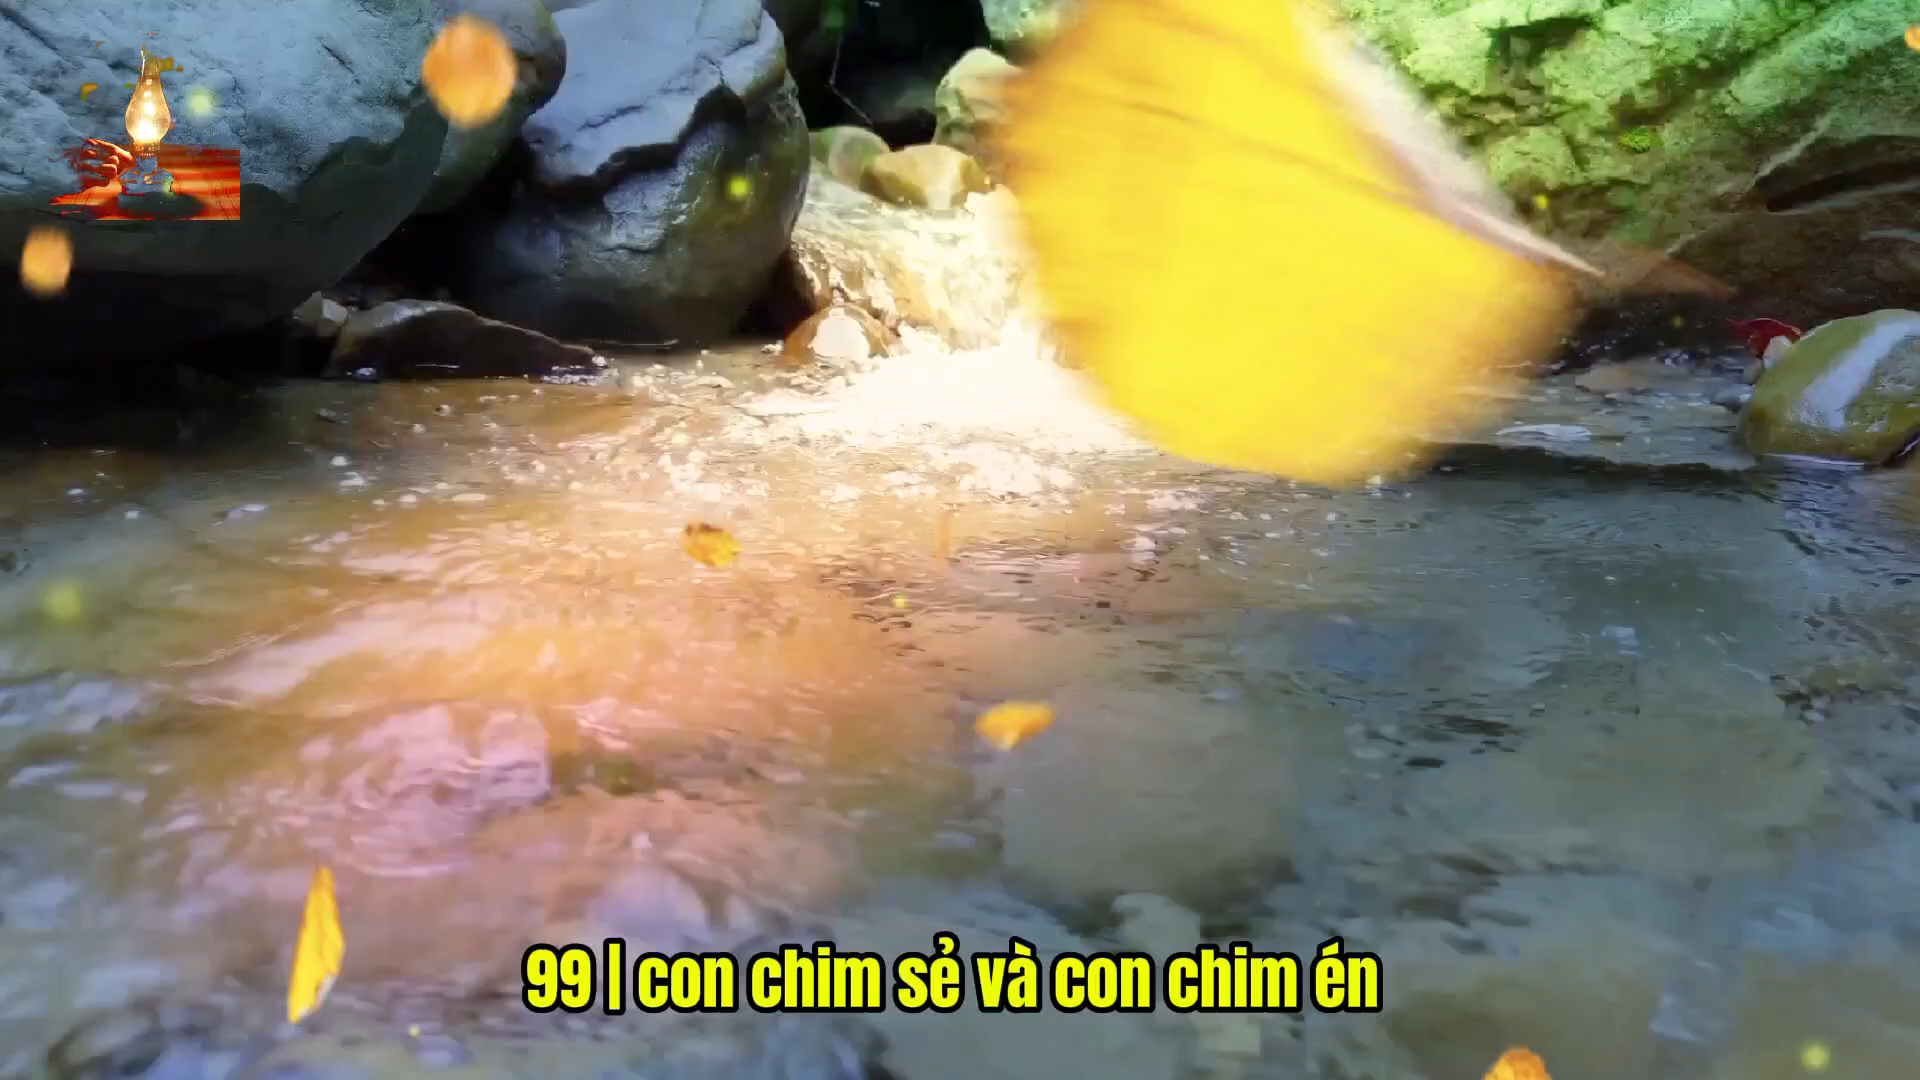 99 | con chim sẻ và con chim én